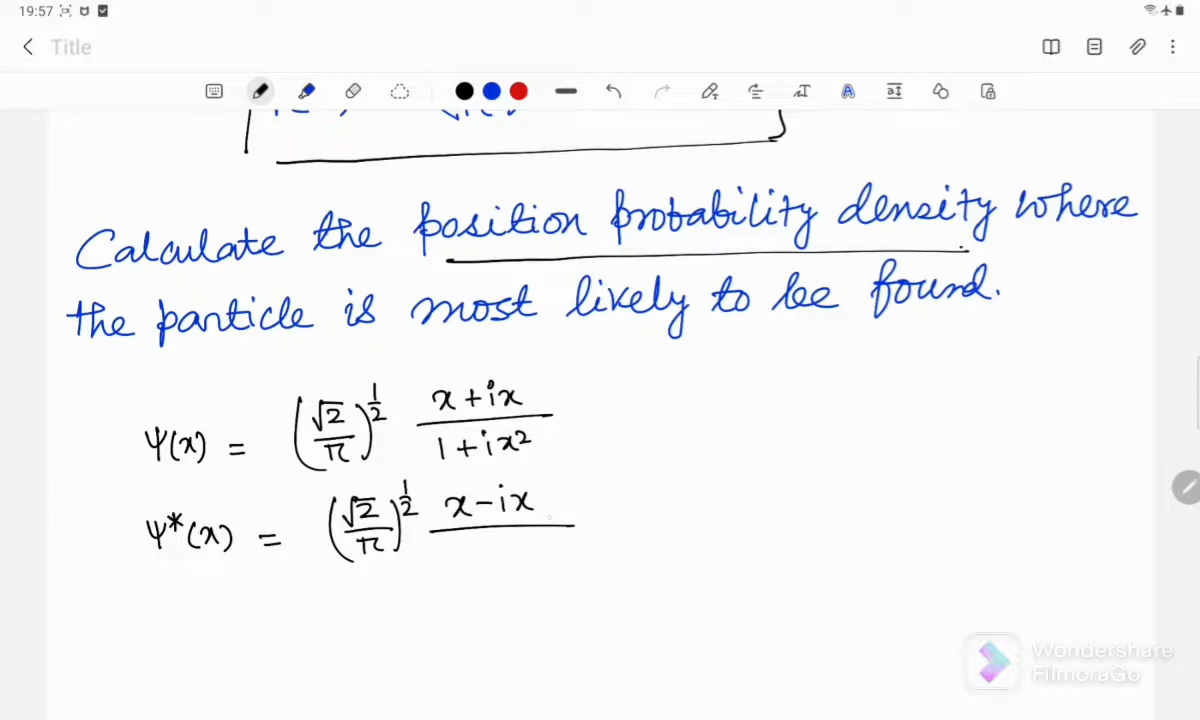 19:57
Title
Calculate the position probability density where
the particle is most likely to be found.
ψ(x) = (√2/π)^1/2 x+ix / 1+ix²
ψ*(x) = (√2/π)^1/2 x-ix
Wondershare
FilmoraGo